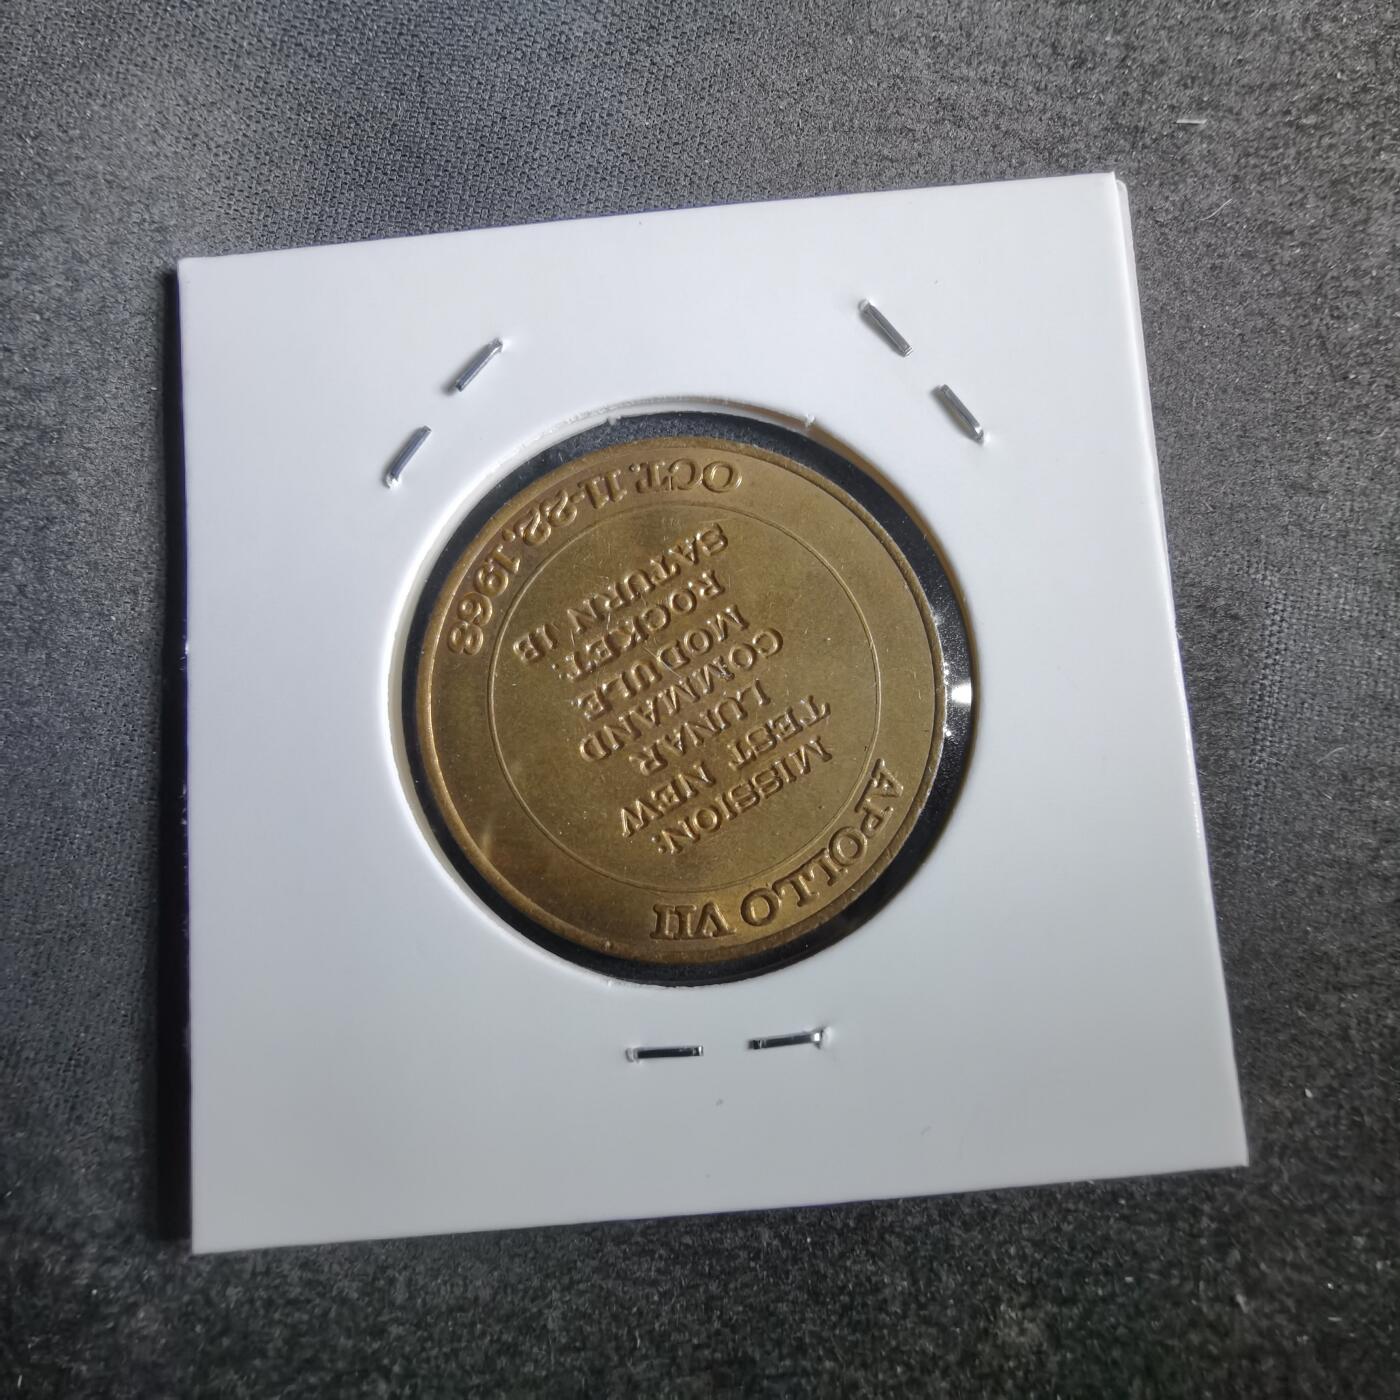 APOLLO VII
MISSION:
TEST NEW
LUNAR
COMMAND
MODULE
ROCKET:
SATURN IB
OCT. 11-22, 1968